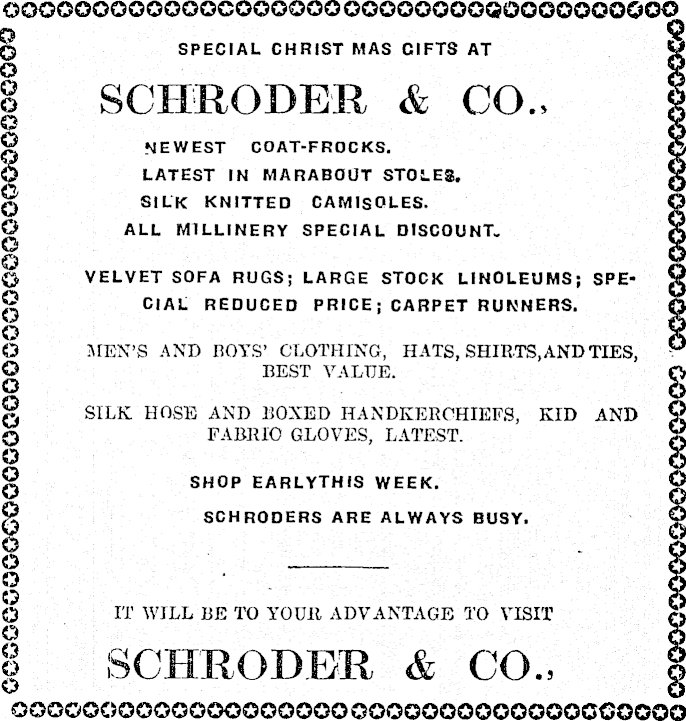 SPECIAL CHRIST MAS GIFTS AT
SCHRODER & CO.,
NEWEST COAT-FROCKS.
LATEST IN MARABOUT STOLES.
SILK KNITTED CAMISOLES.
ALL MILLINERY SPECIAL DISCOUNT.
VELVET SOFA RUGS; LARGE STOCK LINOLEUMS; SPE-
CIAL REDUCED PRICE; CARPET RUNNERS.
MEN'S AND BOYS' CLOTHING, HATS, SHIRTS, AND TIES,
BEST VALUE.
SILK HOSE AND BOXED HANDKERCHIEFS, KID AND
FABRIC GLOVES, LATEST.
SHOP EARLYTHIS WEEK.
SCHRODERS ARE ALWAYS BUSY.
IT WILL BE TO YOUR ADVANTAGE TO VISIT
SCHRODER & CO.,